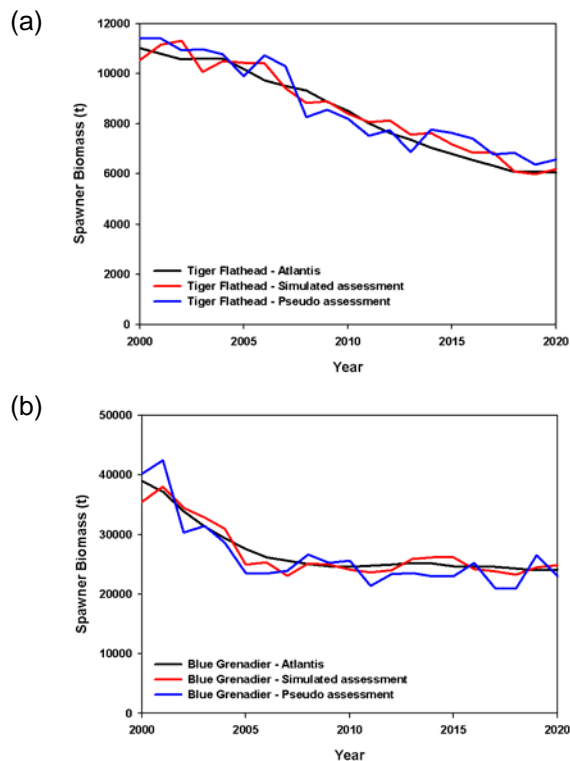 (a)
12000
10000
8000
6000
4000
2000
0
Spawner Biomass (t)
Tiger Flathead - Atlantis
Tiger Flathead - Simulated assessment
Tiger Flathead - Pseudo assessment
2000 2005 2010 2015 2020
Year
(b)
50000
40000
30000
20000
10000
0
Spawner Biomass (t)
Blue Grenadier - Atlantis
Blue Grenadier - Simulated assessment
Blue Grenadier - Pseudo assessment
2000 2005 2010 2015 2020
Year